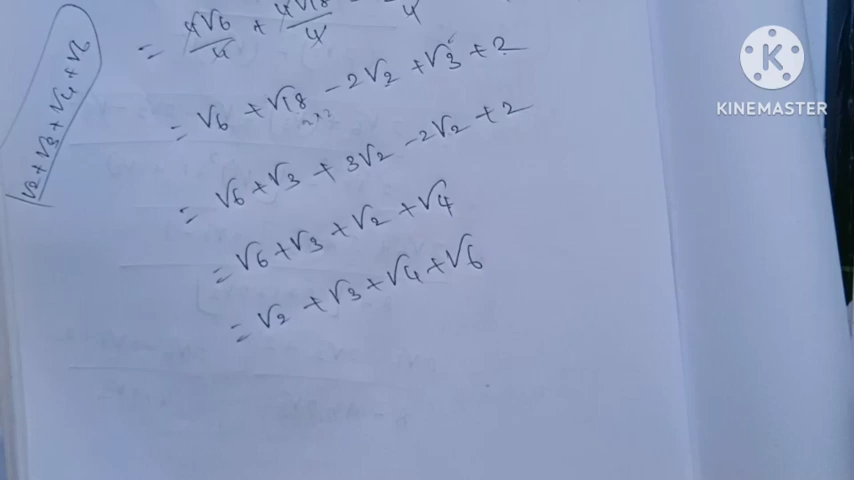 = 4√6/4 + 4√18/4 - /4
= √6 + √18 - 2√2 + √3 + 2
= √6 + √3 + 3√2 - 2√2 + 2
= √6 + √3 + √2 + √4
= √2 + √3 + √4 + √6
√2 + √3 + √4 + √6
K
KINEMASTER